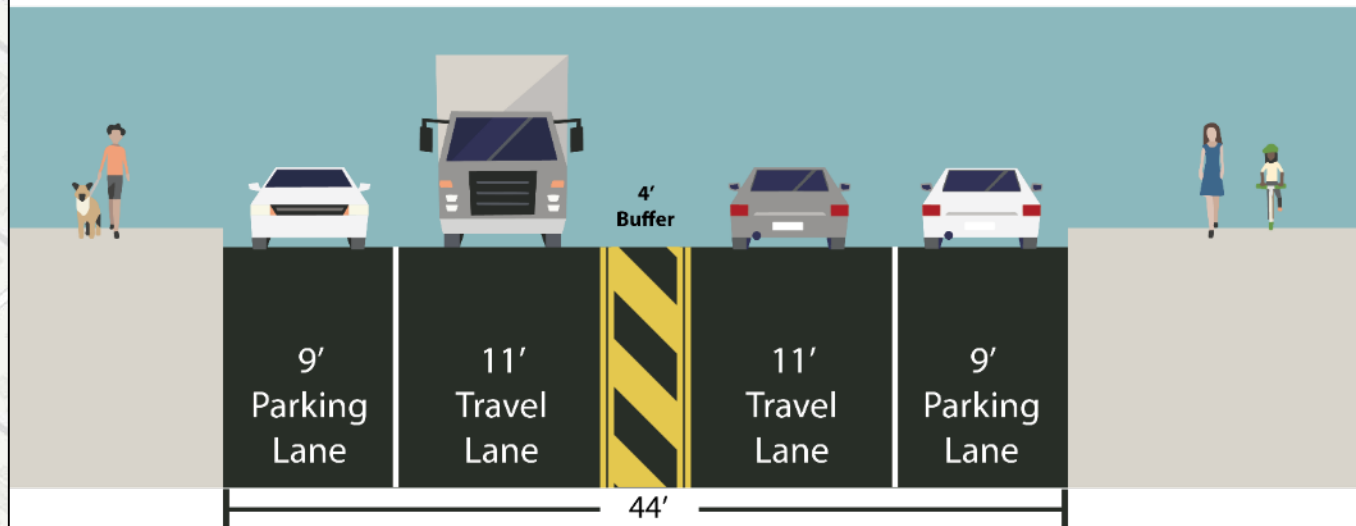 4’
Buffer
9’
Parking
Lane
11’
Travel
Lane
11’
Travel
Lane
9’
Parking
Lane
44’